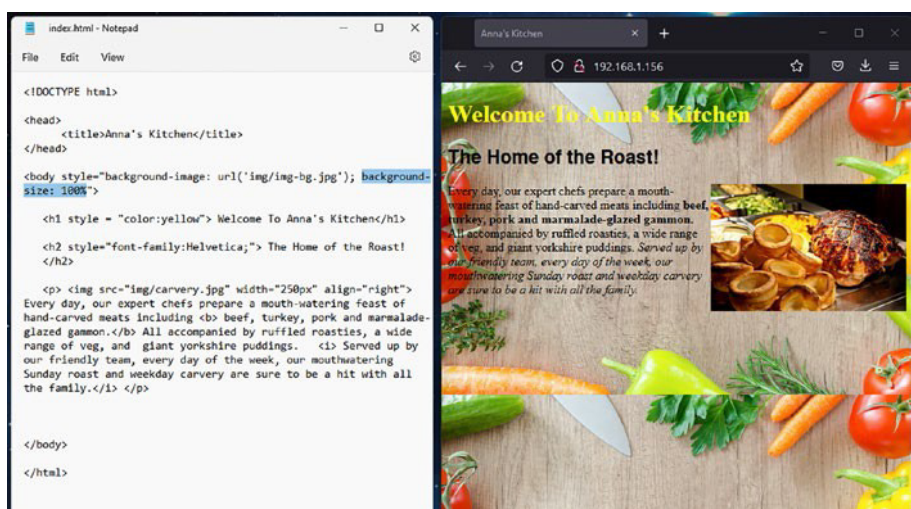 index.html - Notepad
File Edit View
<!DOCTYPE html>
<head>
<title>Anna's Kitchen</title>
</head>
<body style="background-image: url('img/img-bg.jpg'); background-
size: 100%">
<h1 style = "color:yellow"> Welcome To Anna's Kitchen</h1>
<h2 style="font-family:Helvetica;"> The Home of the Roast!
</h2>
<p> <img src="img/carvery.jpg" width="250px" align="right">
Every day, our expert chefs prepare a mouth-watering feast of
hand-carved meats including <b> beef, turkey, pork and marmalade-
glazed gammon.</b> All accompanied by ruffled roasties, a wide
range of veg, and giant yorkshire puddings. <i> Served up by
our friendly team, every day of the week, our mouthwatering
Sunday roast and weekday carvery are sure to be a hit with all
the family.</i> </p>
</body>
</html>
Anna's Kitchen
192.168.1.156
Welcome To Anna's Kitchen
The Home of the Roast!
Every day, our expert chefs prepare a mouth-
watering feast of hand-carved meats including beef,
turkey, pork and marmalade-glazed gammon.
All accompanied by ruffled roasties, a wide range
of veg, and giant yorkshire puddings. Served up by
our friendly team, every day of the week, our
mouthwatering Sunday roast and weekday carvery
are sure to be a hit with all the family.